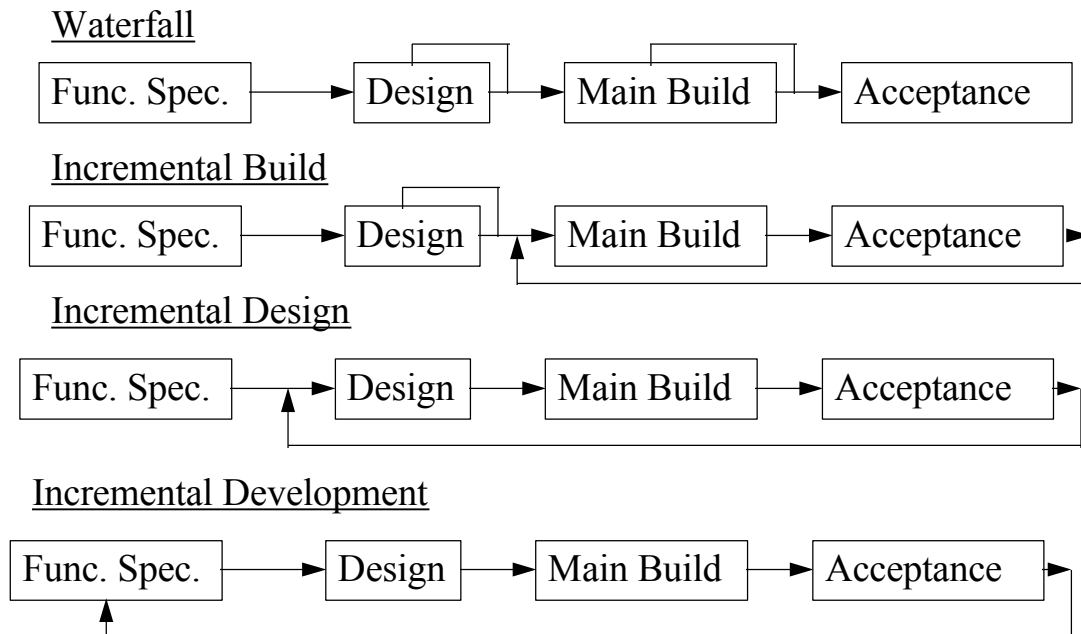 Waterfall
Func. Spec. Design Main Build Acceptance
Incremental Build
Func. Spec. Design Main Build Acceptance
Incremental Design
Func. Spec. Design Main Build Acceptance
Incremental Development
Func. Spec. Design Main Build Acceptance